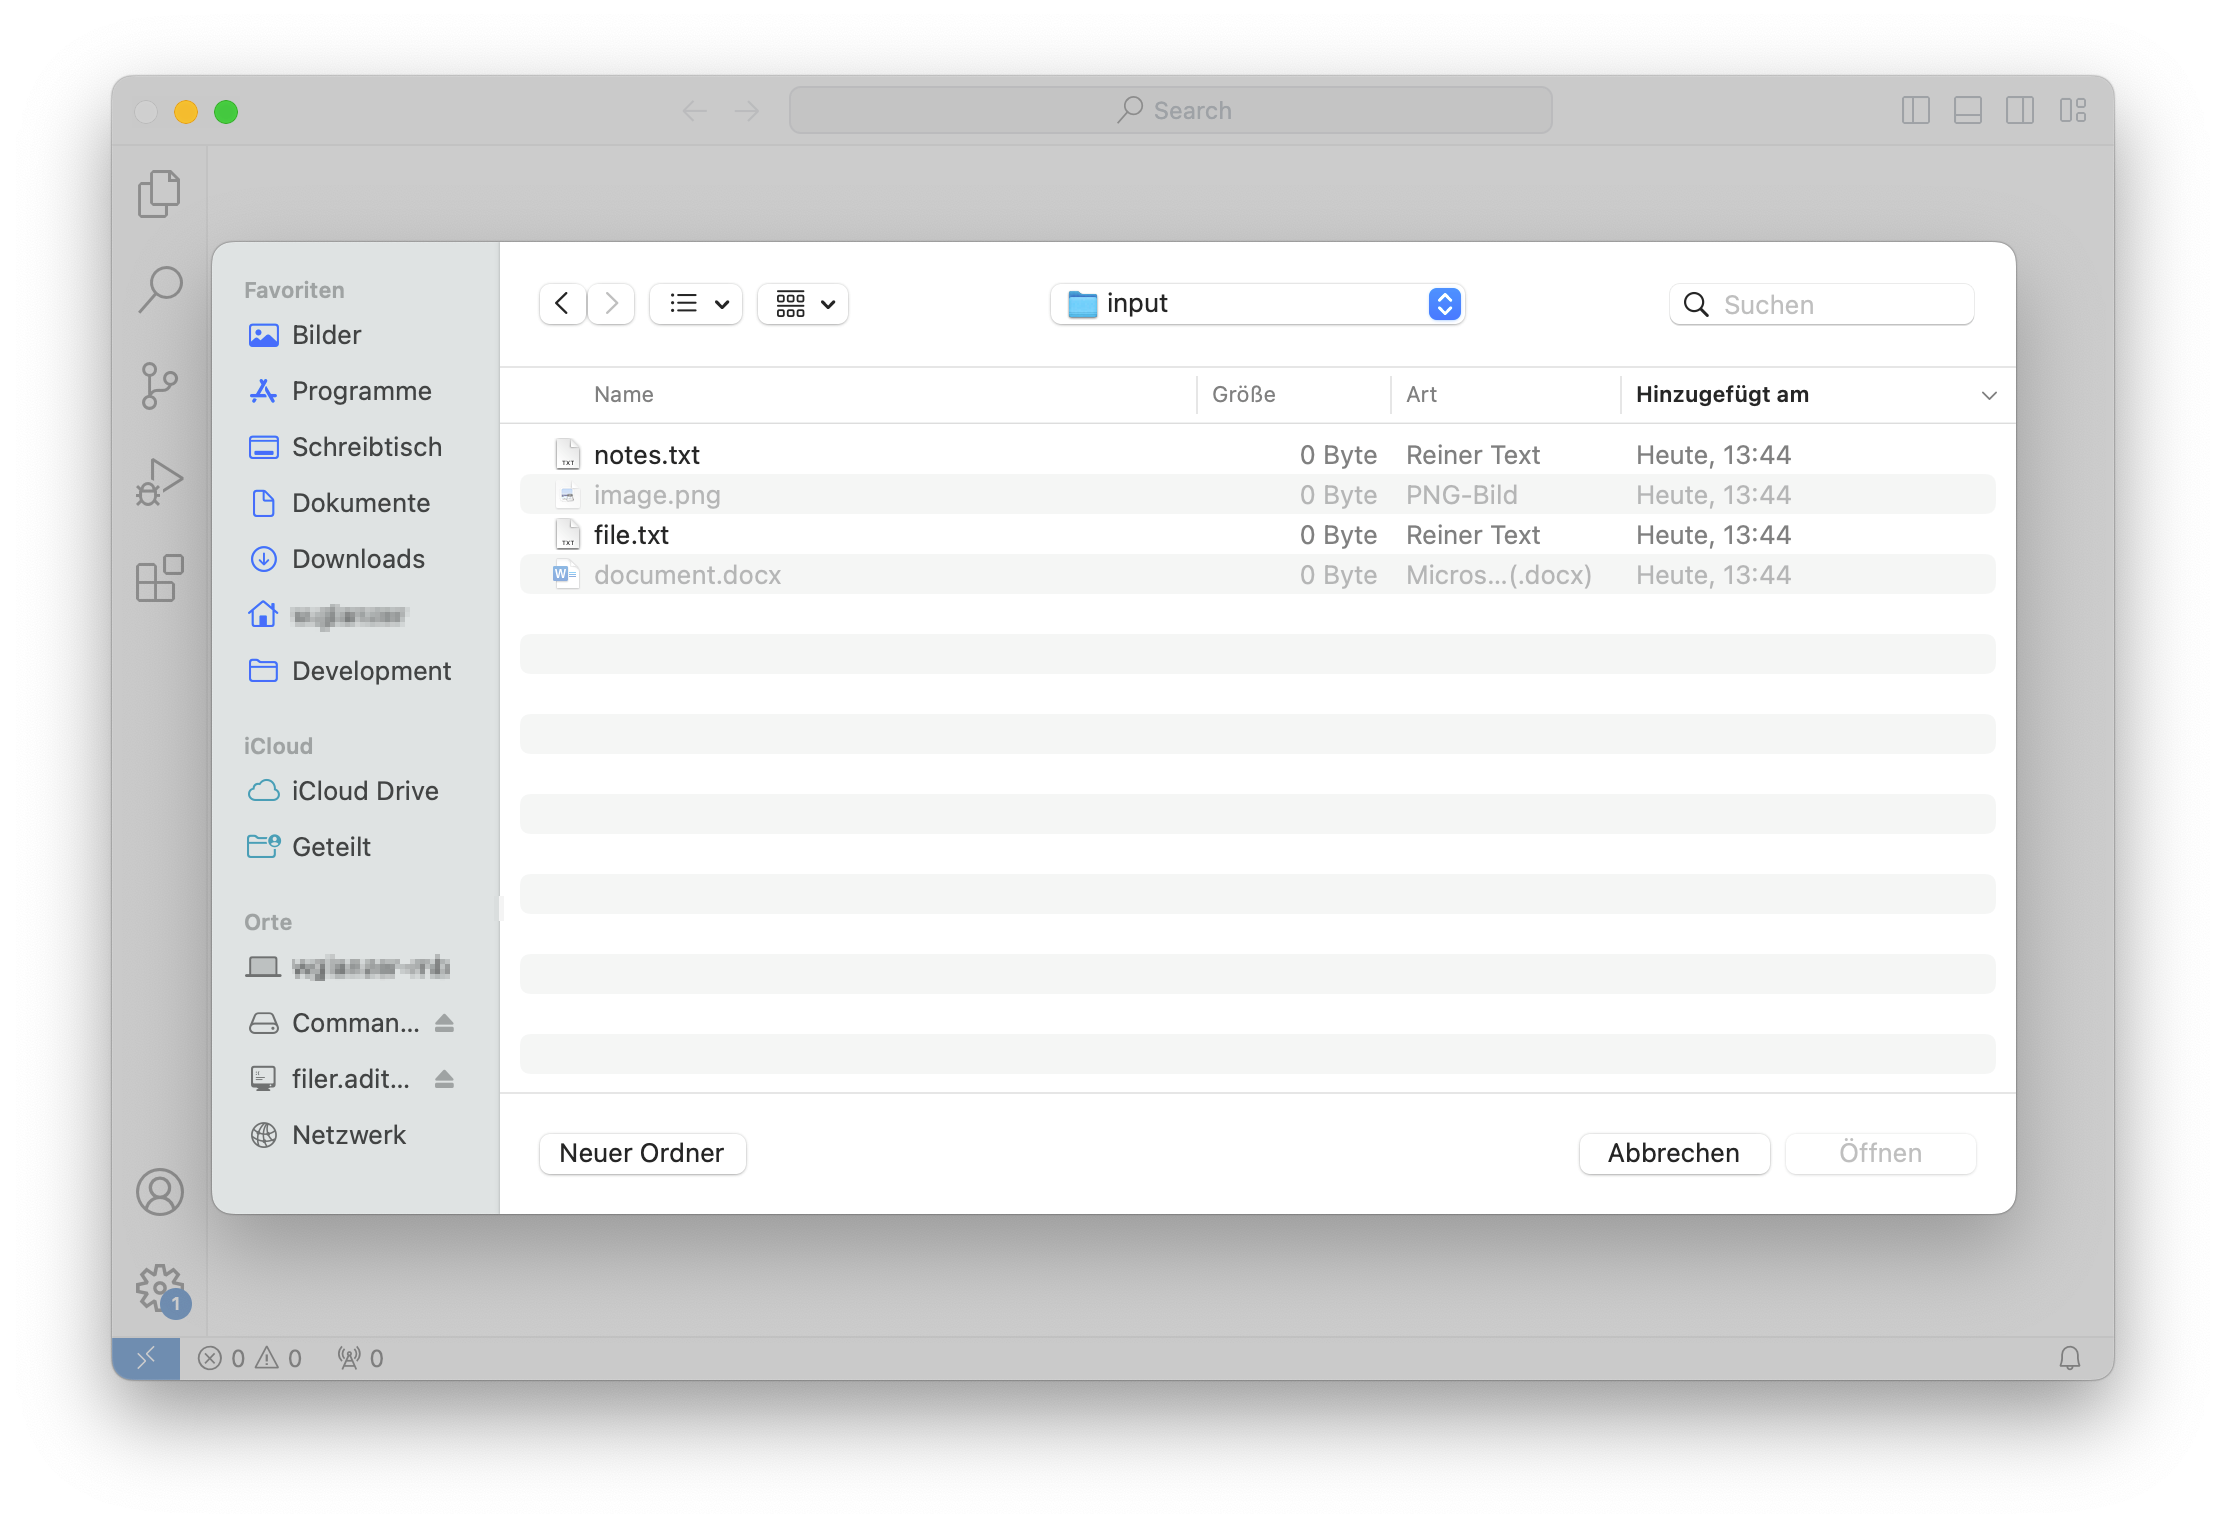 Search
Favoriten
Bilder
Programme
Schreibtisch
Dokumente
Downloads
Development
iCloud
iCloud Drive
Geteilt
Orte
Comman...
filer.adit...
Netzwerk
input
Suchen
Name Größe Art Hinzugefügt am
notes.txt 0 Byte Reiner Text Heute, 13:44
image.png 0 Byte PNG-Bild Heute, 13:44
file.txt 0 Byte Reiner Text Heute, 13:44
document.docx 0 Byte Micros...(.docx) Heute, 13:44
Neuer Ordner Abbrechen Öffnen
1
0 0 0